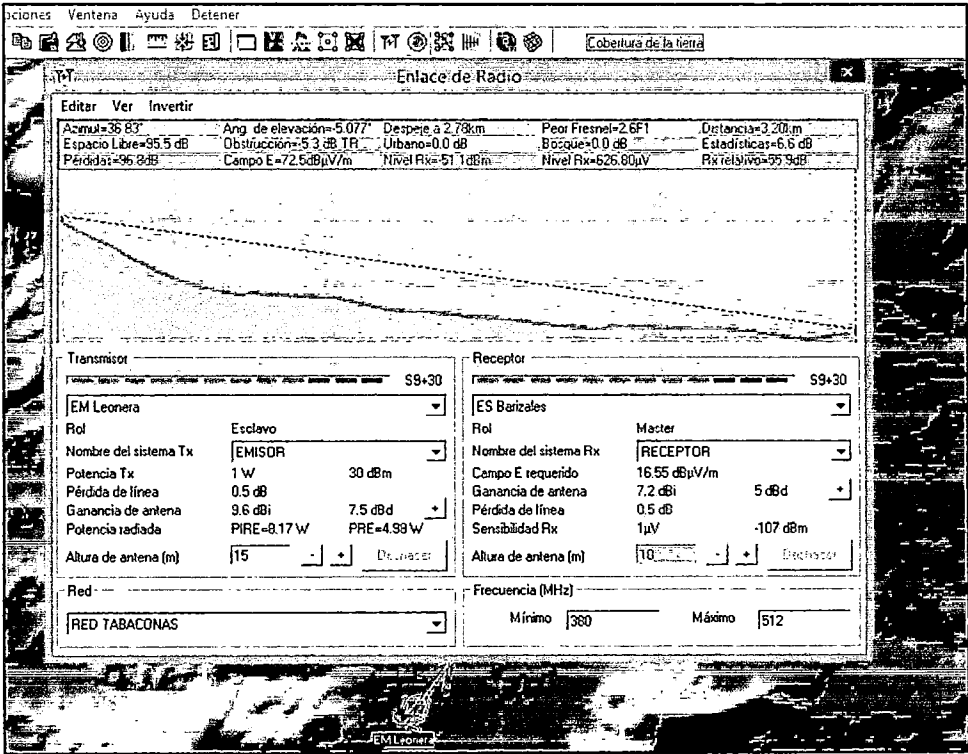 ciones Ventana Ayuda Detener
Cobertura de la tierra
Enlace de Radio
Editar Ver Invertir
Azimut=36.83° Ang. de elevación=-5.077° Despeje a 2.78km Peor Fresnel=2.6F1 Distancia=3.20km
Espacio Libre=95.5 dB Obstrucción=-5.3 dB TR Urbano=0.0 dB Bosque=0.0 dB Estadísticas=6.6 dB
Pérdidas=96.8dB Campo E=72.5dBµV/m Nivel Rx=-51.1dBm Nivel Rx=626.80µV Rx relativo=55.9dB
Transmisor
S9+30
EM Leonera
Rol Esclavo
Nombre del sistema Tx EMISOR
Potencia Tx 1 W 30 dBm
Pérdida de línea 0.5 dB
Ganancia de antena 9.6 dBi 7.5 dBd +
Potencia radiada PIRE=8.17 W PRE=4.98 W
Altura de antena (m) 15 - + Deshacer
Receptor
S9+30
ES Barizales
Rol Master
Nombre del sistema Rx RECEPTOR
Campo E requerido 16.55 dBµV/m
Ganancia de antena 7.2 dBi 5 dBd +
Pérdida de línea 0.5 dB
Sensibilidad Rx 1µV -107 dBm
Altura de antena (m) 10 - + Deshacer
Red
RED TABACONAS
Frecuencia (MHz)
Mínimo 380 Máximo 512
EM Leonera